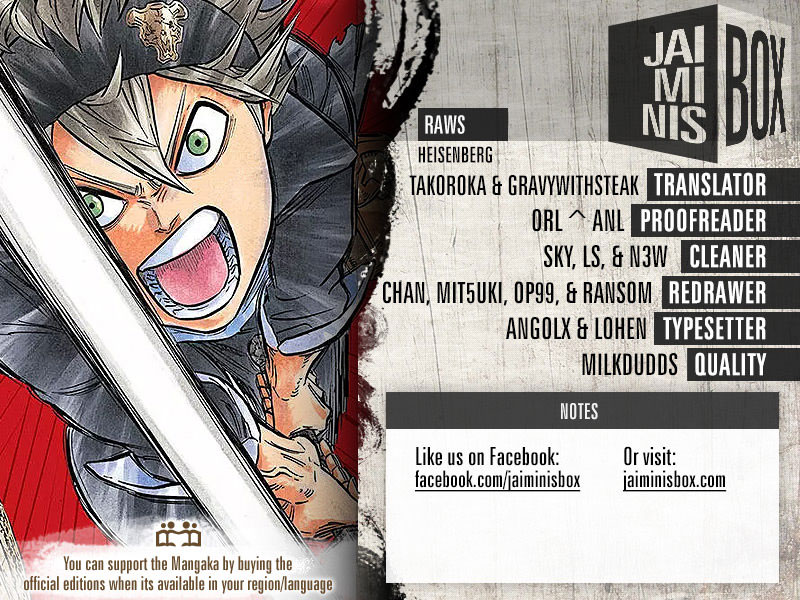 JAI
MI
NIS
BOX
RAWS
HEISENBERG
TAKOROKA & GRAVYWITHSTEAK TRANSLATOR
ORL ^ ANL PROOFREADER
SKY, LS, & N3W CLEANER
CHAN, MIT5UKI, OP99, & RANSOM REDRAWER
ANGOLX & LOHEN TYPESETTER
MILKDUDDS QUALITY
NOTES
Like us on Facebook:
facebook.com/jaiminisbox
Or visit:
jaiminisbox.com
You can support the Mangaka by buying the
official editions when its available in your region/language